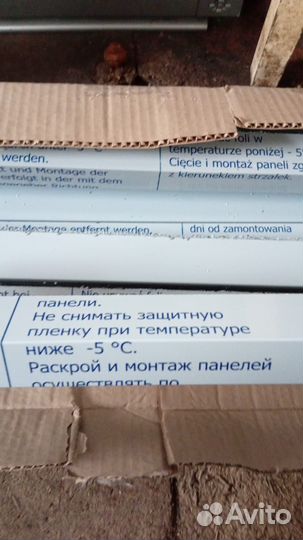 temperaturze poniżej - 5
werden.
Cięcie i montaż paneli zg
z kierunekiem strzałek.
t und Montage der
erfolgt in der mit dem
Montage entfernt werden.
dni od zamontowania
панели.
Не снимать защитную
пленку при температуре
ниже -5 °C.
Раскрой и монтаж панелей
осуществлять по
Avito